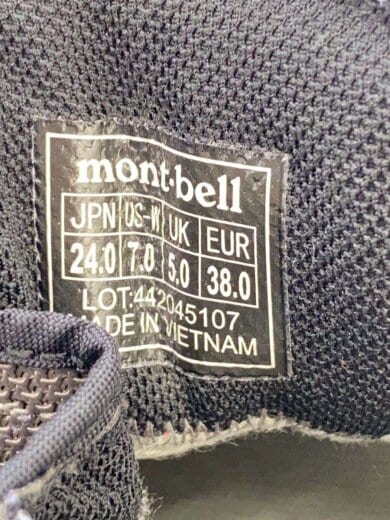 mont-bell
JPN US-W UK EUR
24.0 7.0 5.0 38.0
LOT:442045107
MADE IN VIETNAM